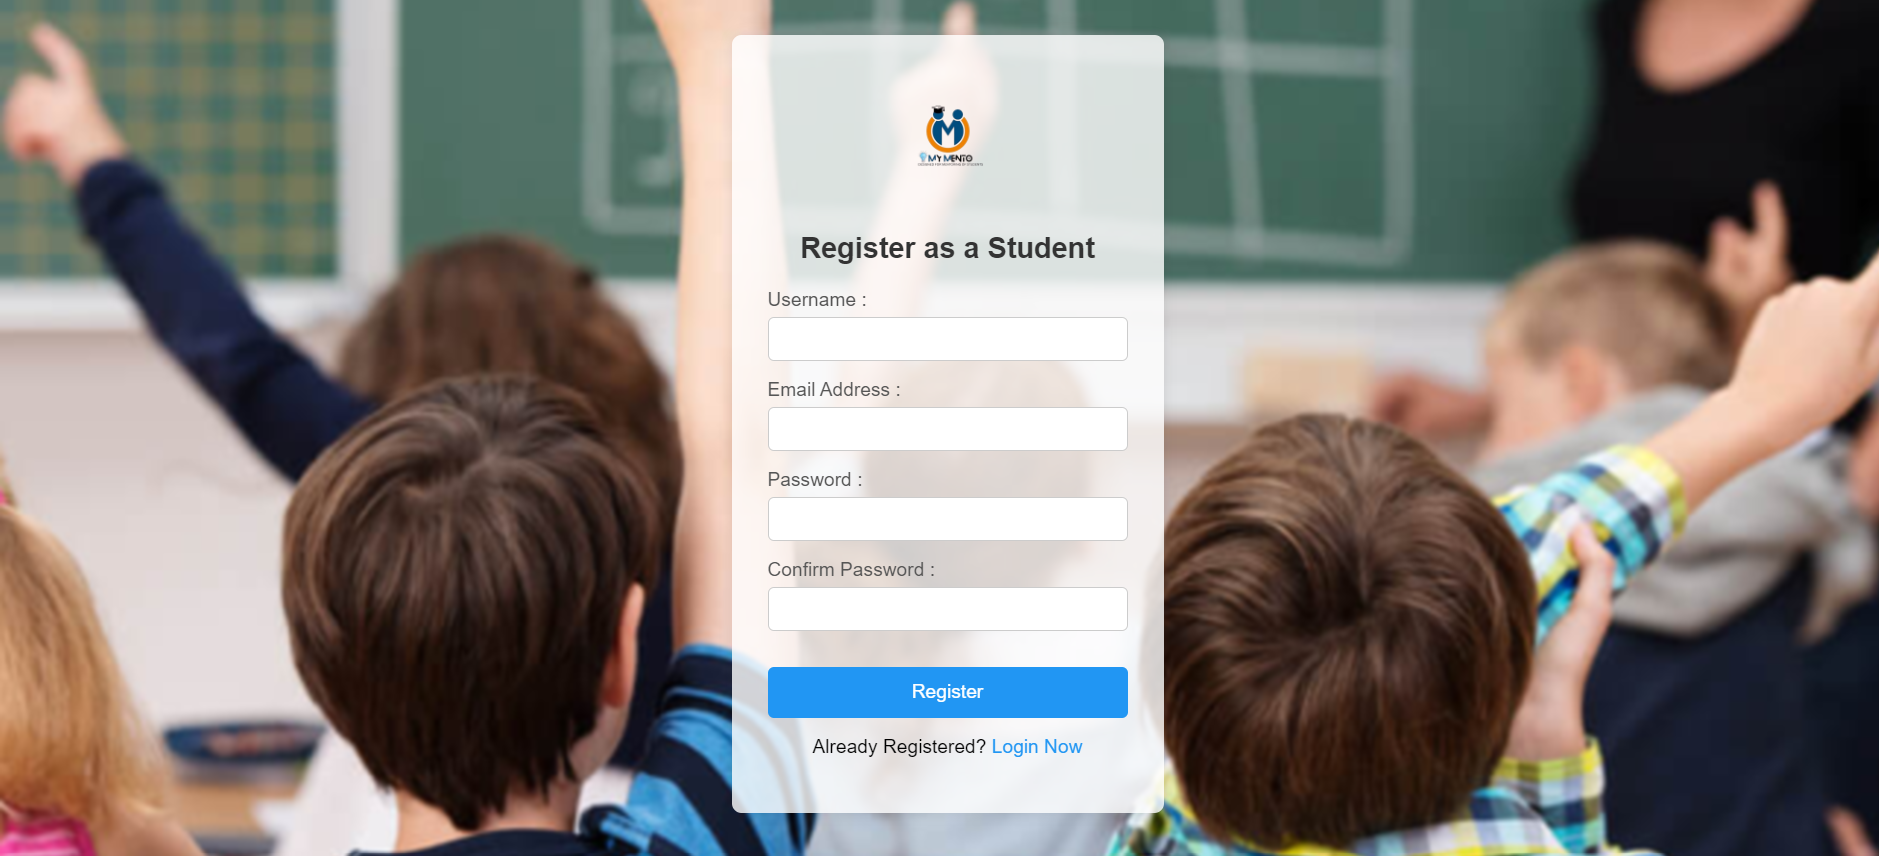 MY MENTO
Register as a Student
Username :
Email Address :
Password :
Confirm Password :
Register
Already Registered? Login Now